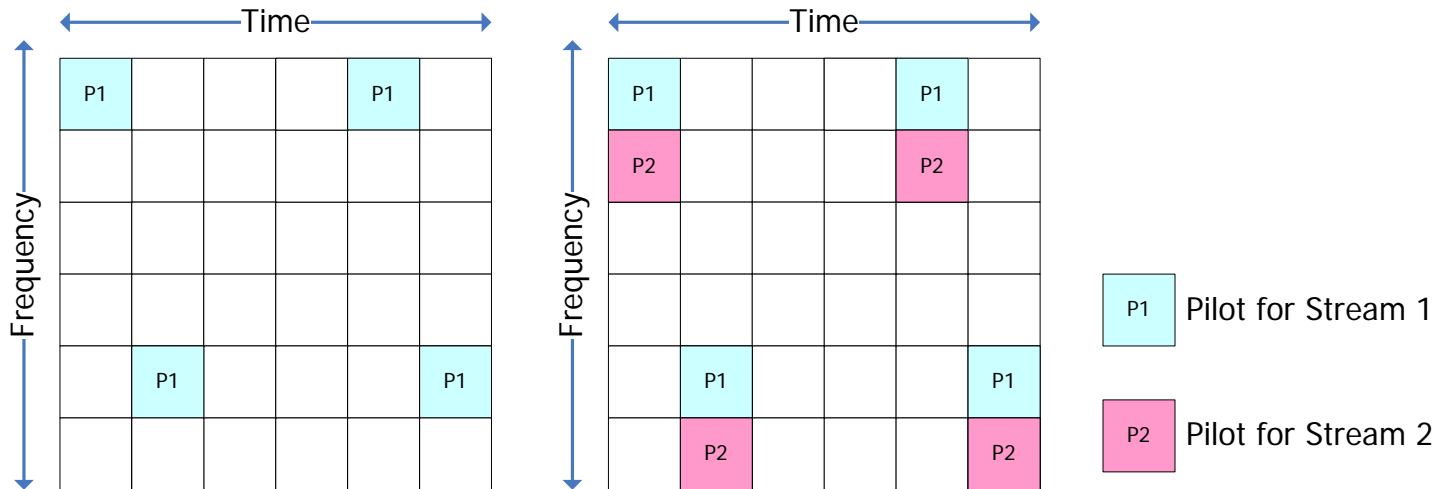 Time
Time
Frequency
P1 P1
P1 P1
Frequency
P1 P1
P2 P2
P1 P1
P2 P2
P1 Pilot for Stream 1
P2 Pilot for Stream 2